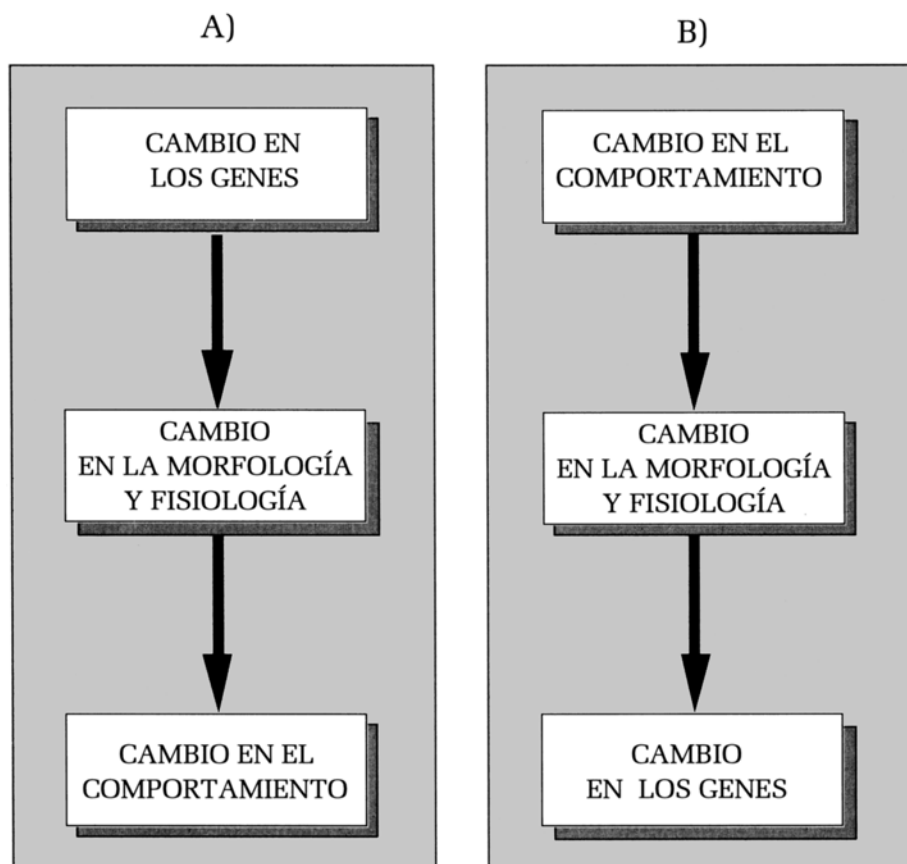 A)
CAMBIO EN
LOS GENES
CAMBIO
EN LA MORFOLOGÍA
Y FISIOLOGÍA
CAMBIO EN EL
COMPORTAMIENTO
B)
CAMBIO EN EL
COMPORTAMIENTO
CAMBIO
EN LA MORFOLOGÍA
Y FISIOLOGÍA
CAMBIO
EN LOS GENES